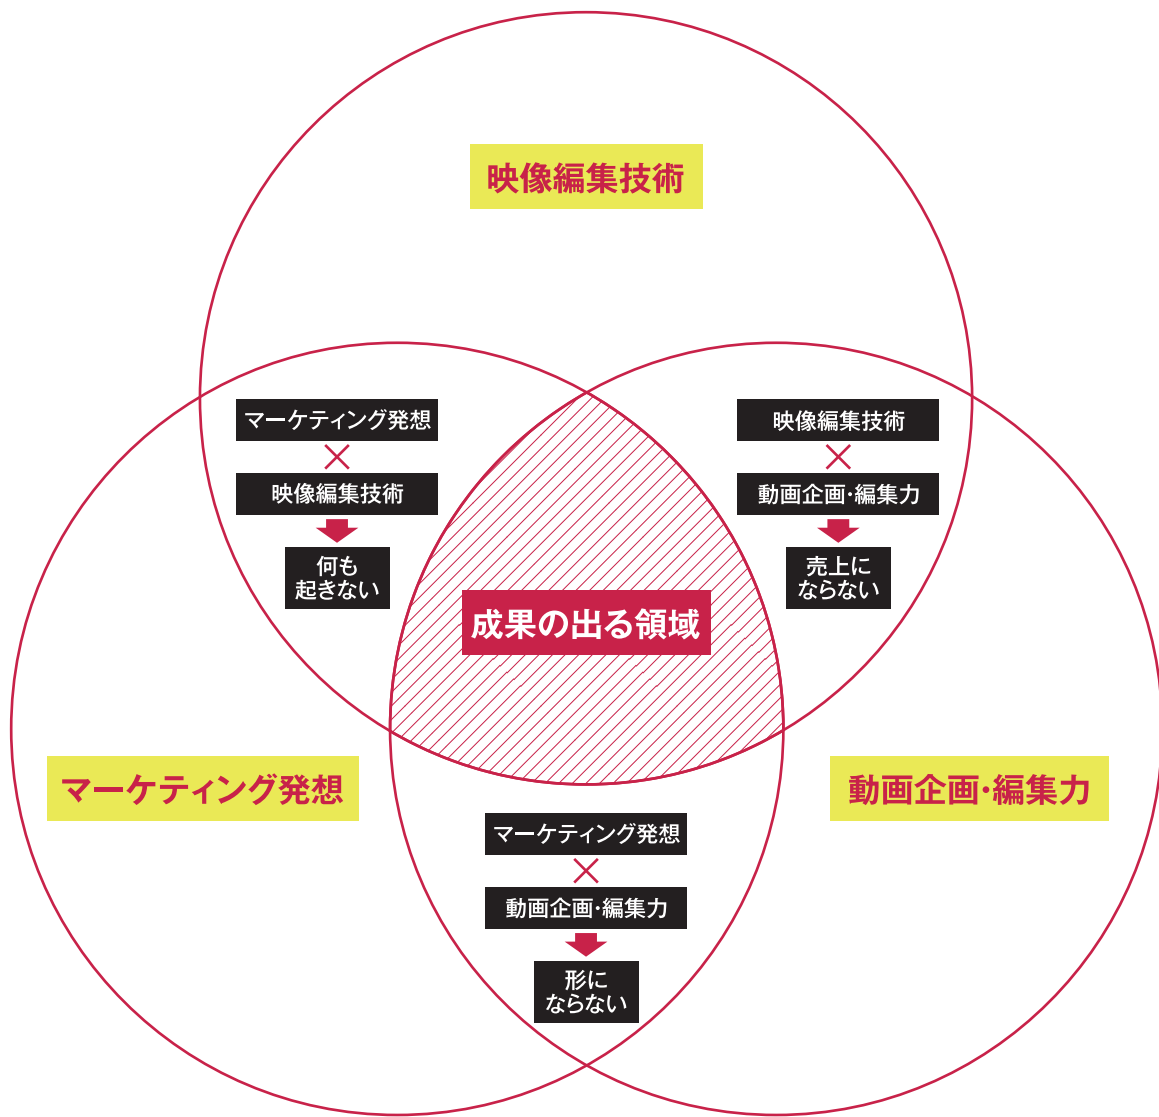 映像編集技術
マーケティング発想
×
映像編集技術
何も
起きない
映像編集技術
×
動画企画・編集力
売上に
ならない
成果の出る領域
マーケティング発想
動画企画・編集力
マーケティング発想
×
動画企画・編集力
形に
ならない